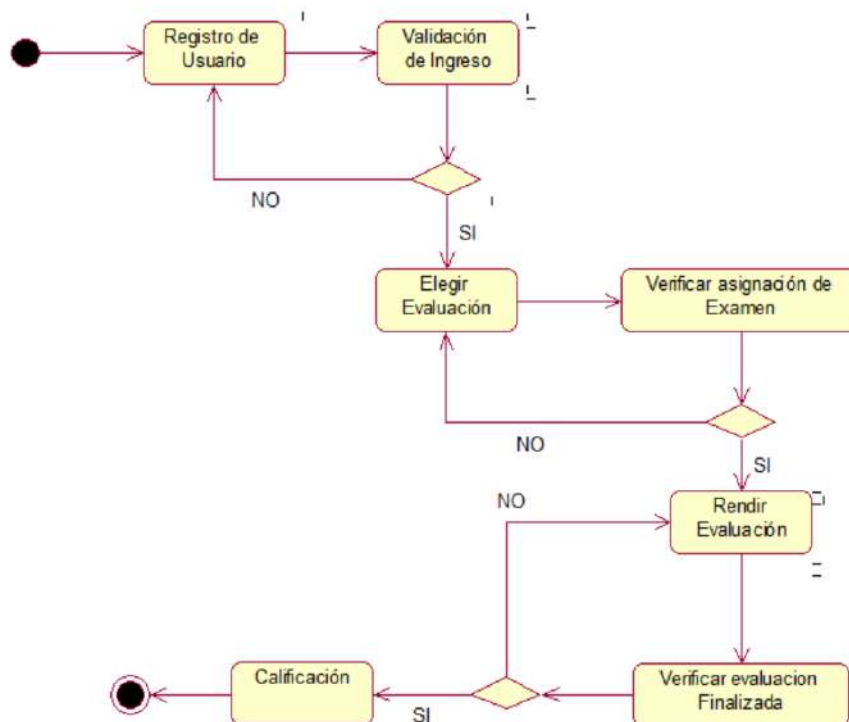 Registro de
Usuario
Validación
de Ingreso
NO
SI
Elegir
Evaluación
Verificar asignación de
Examen
NO
SI
Rendir
Evaluación
NO
Verificar evaluacion
Finalizada
SI
Calificación